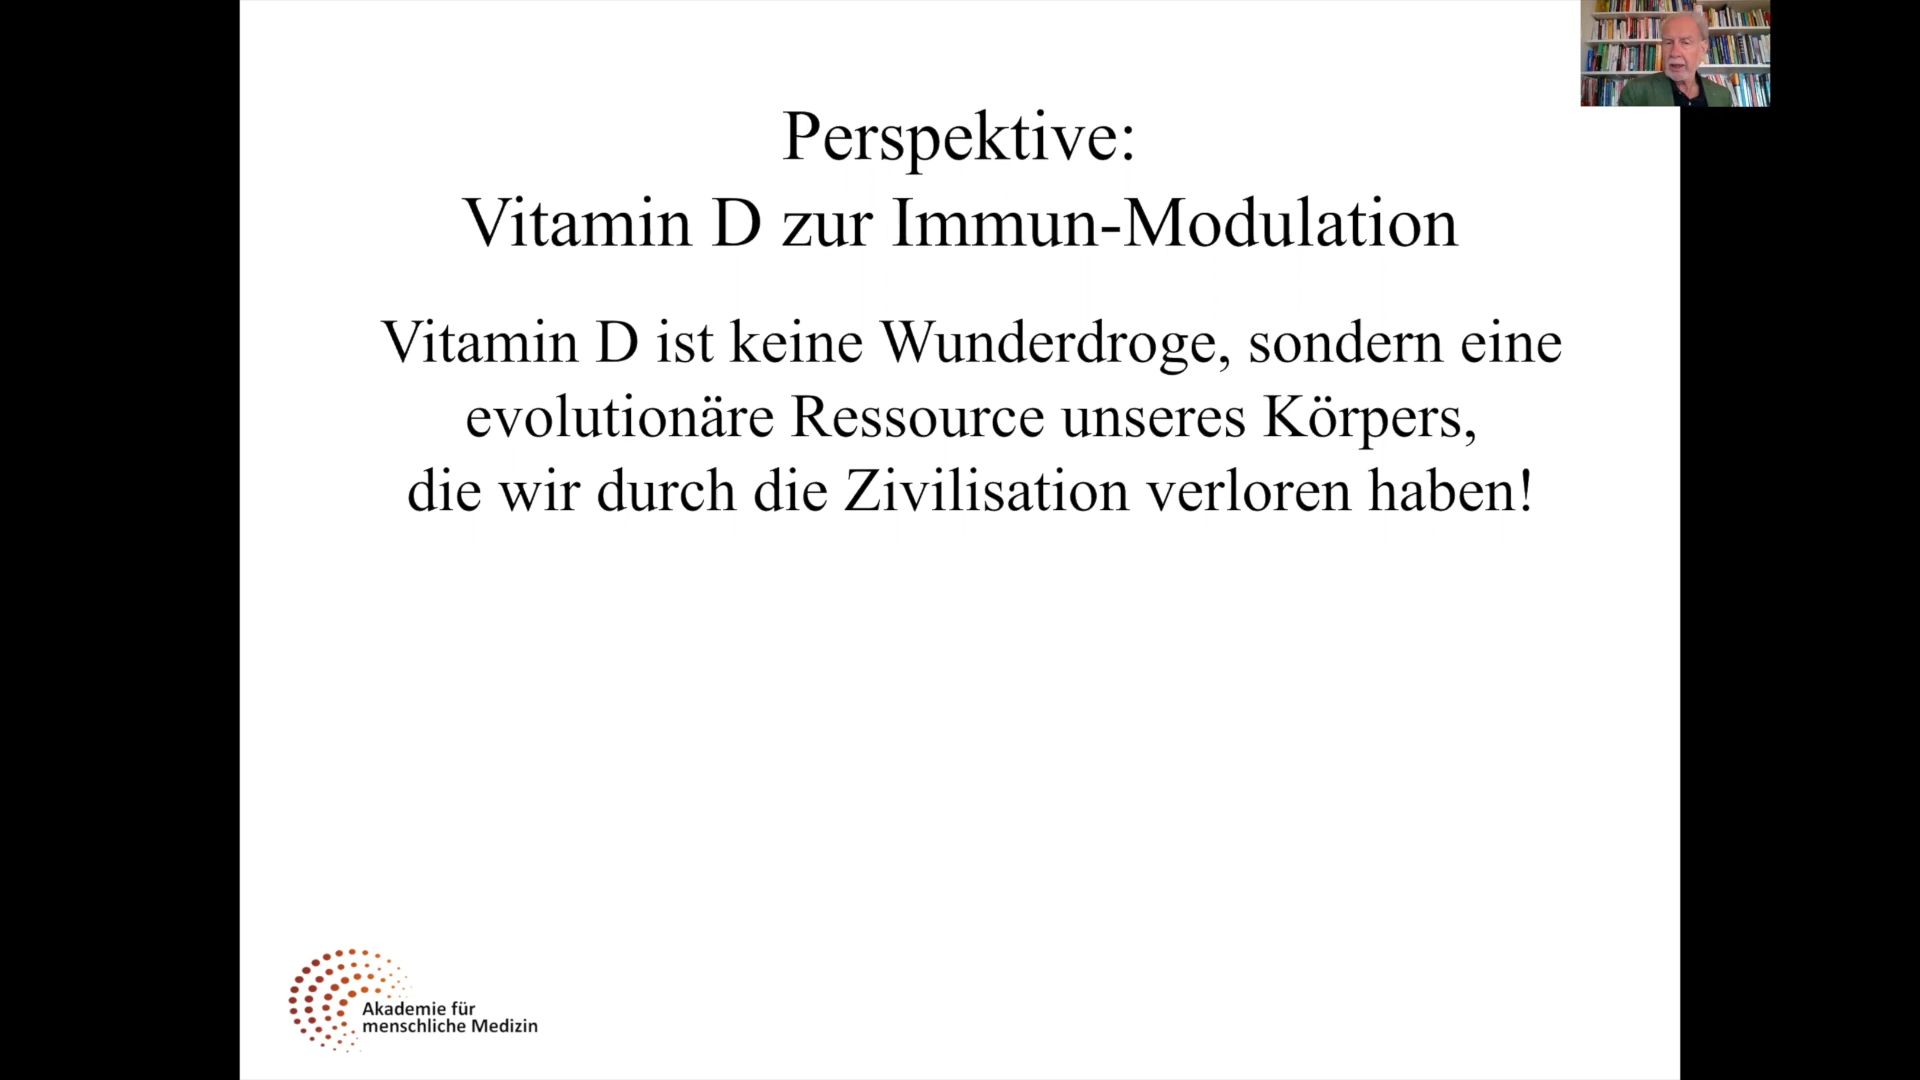 Perspektive:
Vitamin D zur Immun-Modulation
Vitamin D ist keine Wunderdroge, sondern eine
evolutionäre Ressource unseres Körpers,
die wir durch die Zivilisation verloren haben!
Akademie für
menschliche Medizin